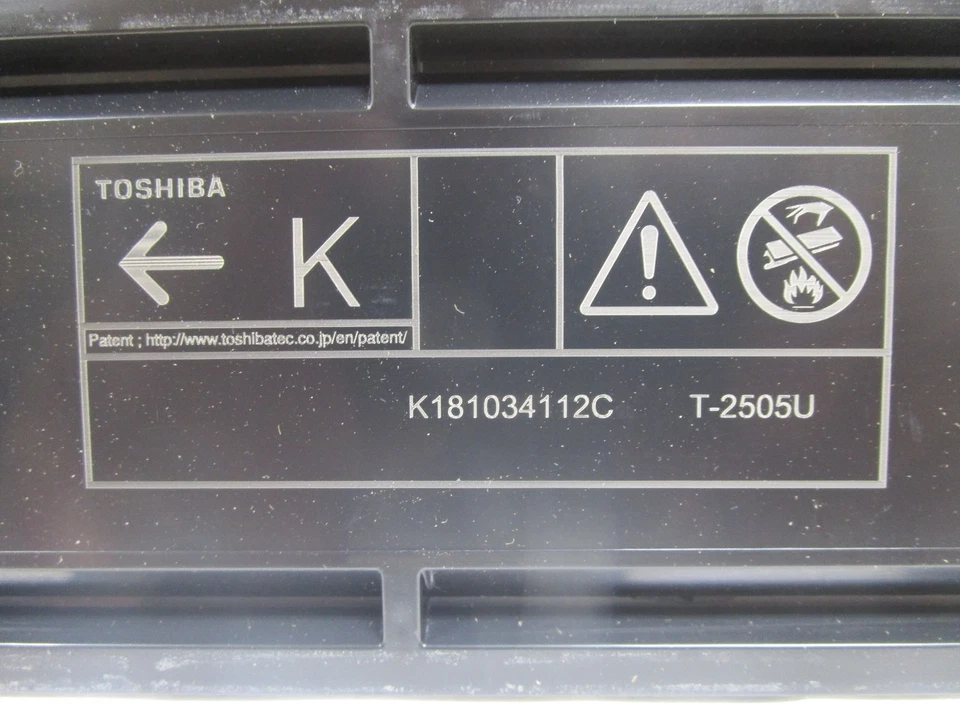 TOSHIBA
K
Patent ; http://www.toshibatec.co.jp/en/patent/
K181034112C T-2505U